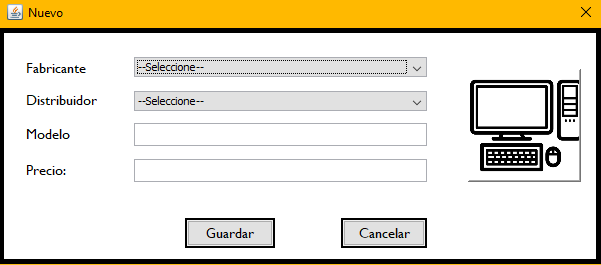 Nuevo
Fabricante --Seleccione--
Distribuidor --Seleccione--
Modelo
Precio:
Guardar Cancelar